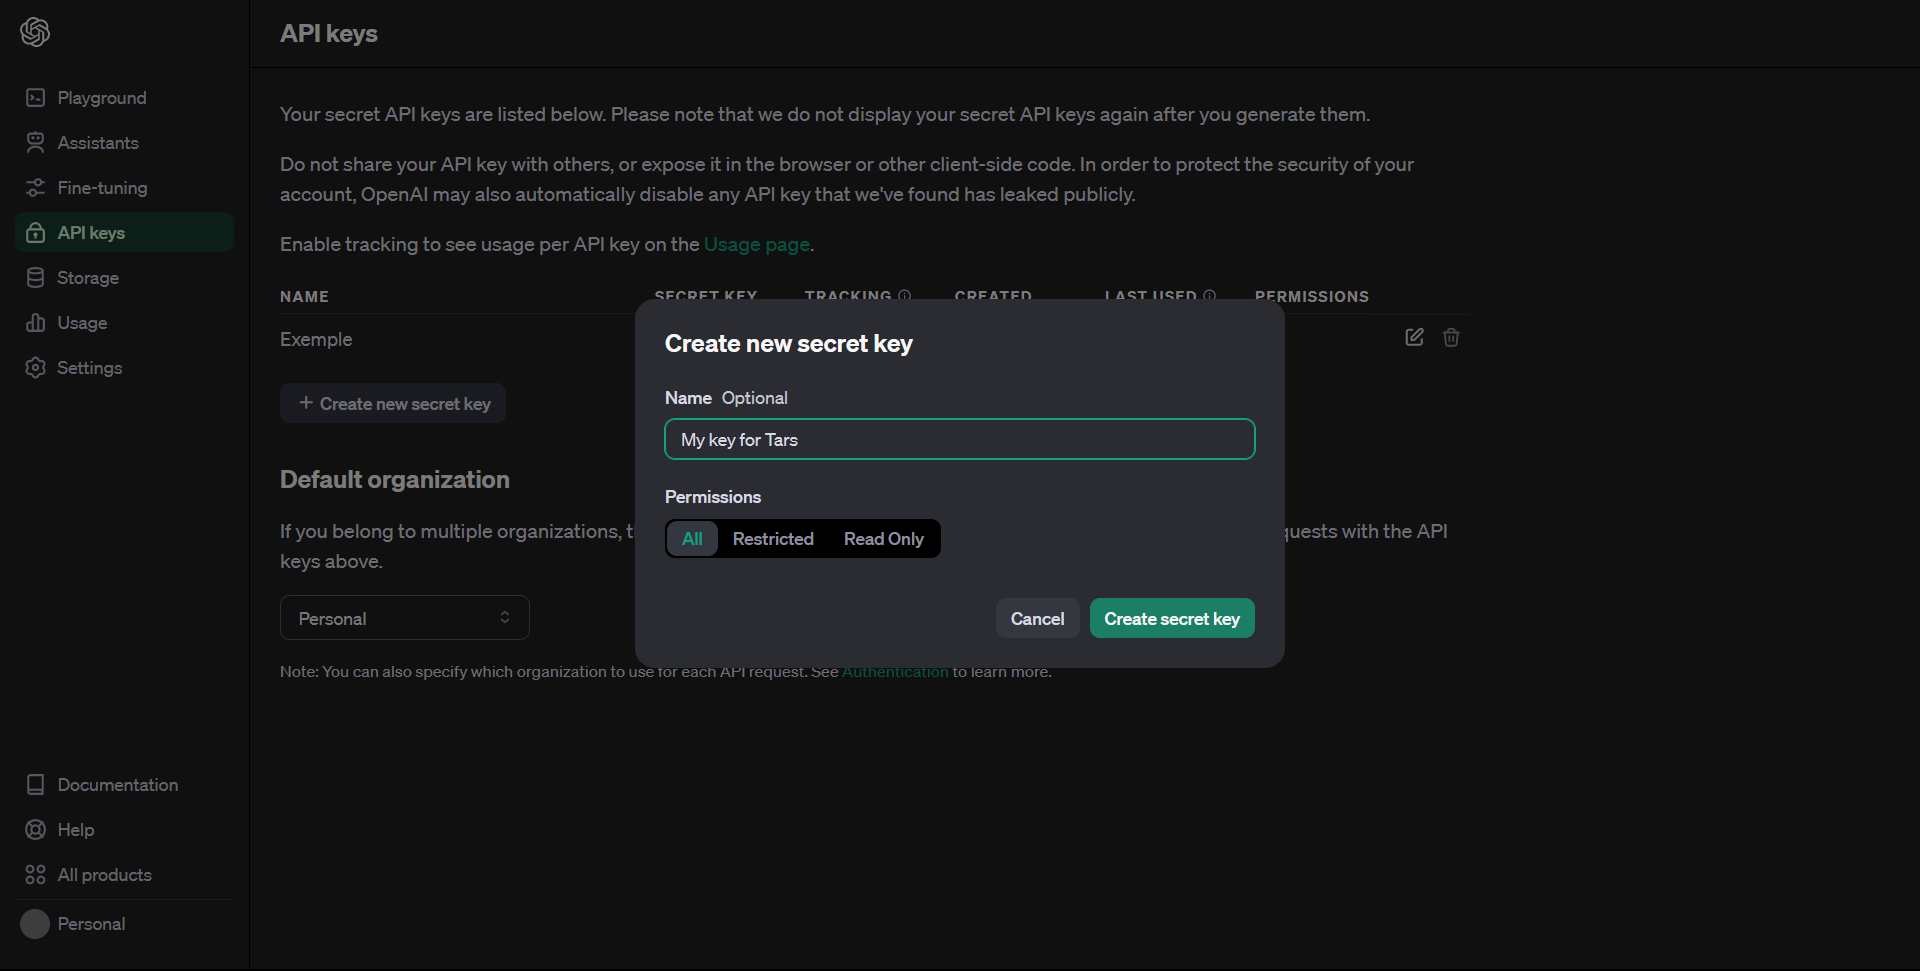 API keys
Playground
Assistants
Fine-tuning
API keys
Storage
Usage
Settings
Your secret API keys are listed below. Please note that we do not display your secret API keys again after you generate them.
Do not share your API key with others, or expose it in the browser or other client-side code. In order to protect the security of your
account, OpenAI may also automatically disable any API key that we've found has leaked publicly.
Enable tracking to see usage per API key on the Usage page.
NAME SECRET KEY TRACKING CREATED LAST USED PERMISSIONS
Exemple
+ Create new secret key
Create new secret key
Name Optional
My key for Tars
Permissions
All Restricted Read Only
Cancel Create secret key
Default organization
If you belong to multiple organizations, with the API
keys above.
Personal
Note: You can also specify which organization to use for each API request. See Authentication to learn more.
Documentation
Help
All products
Personal